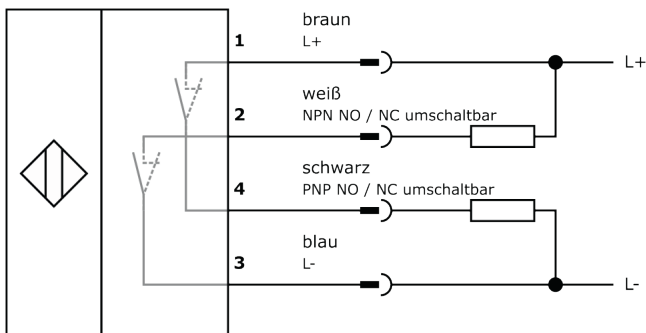 braun
1 L+
L+
weiß
2 NPN NO / NC umschaltbar
schwarz
4 PNP NO / NC umschaltbar
blau
3 L-
L-